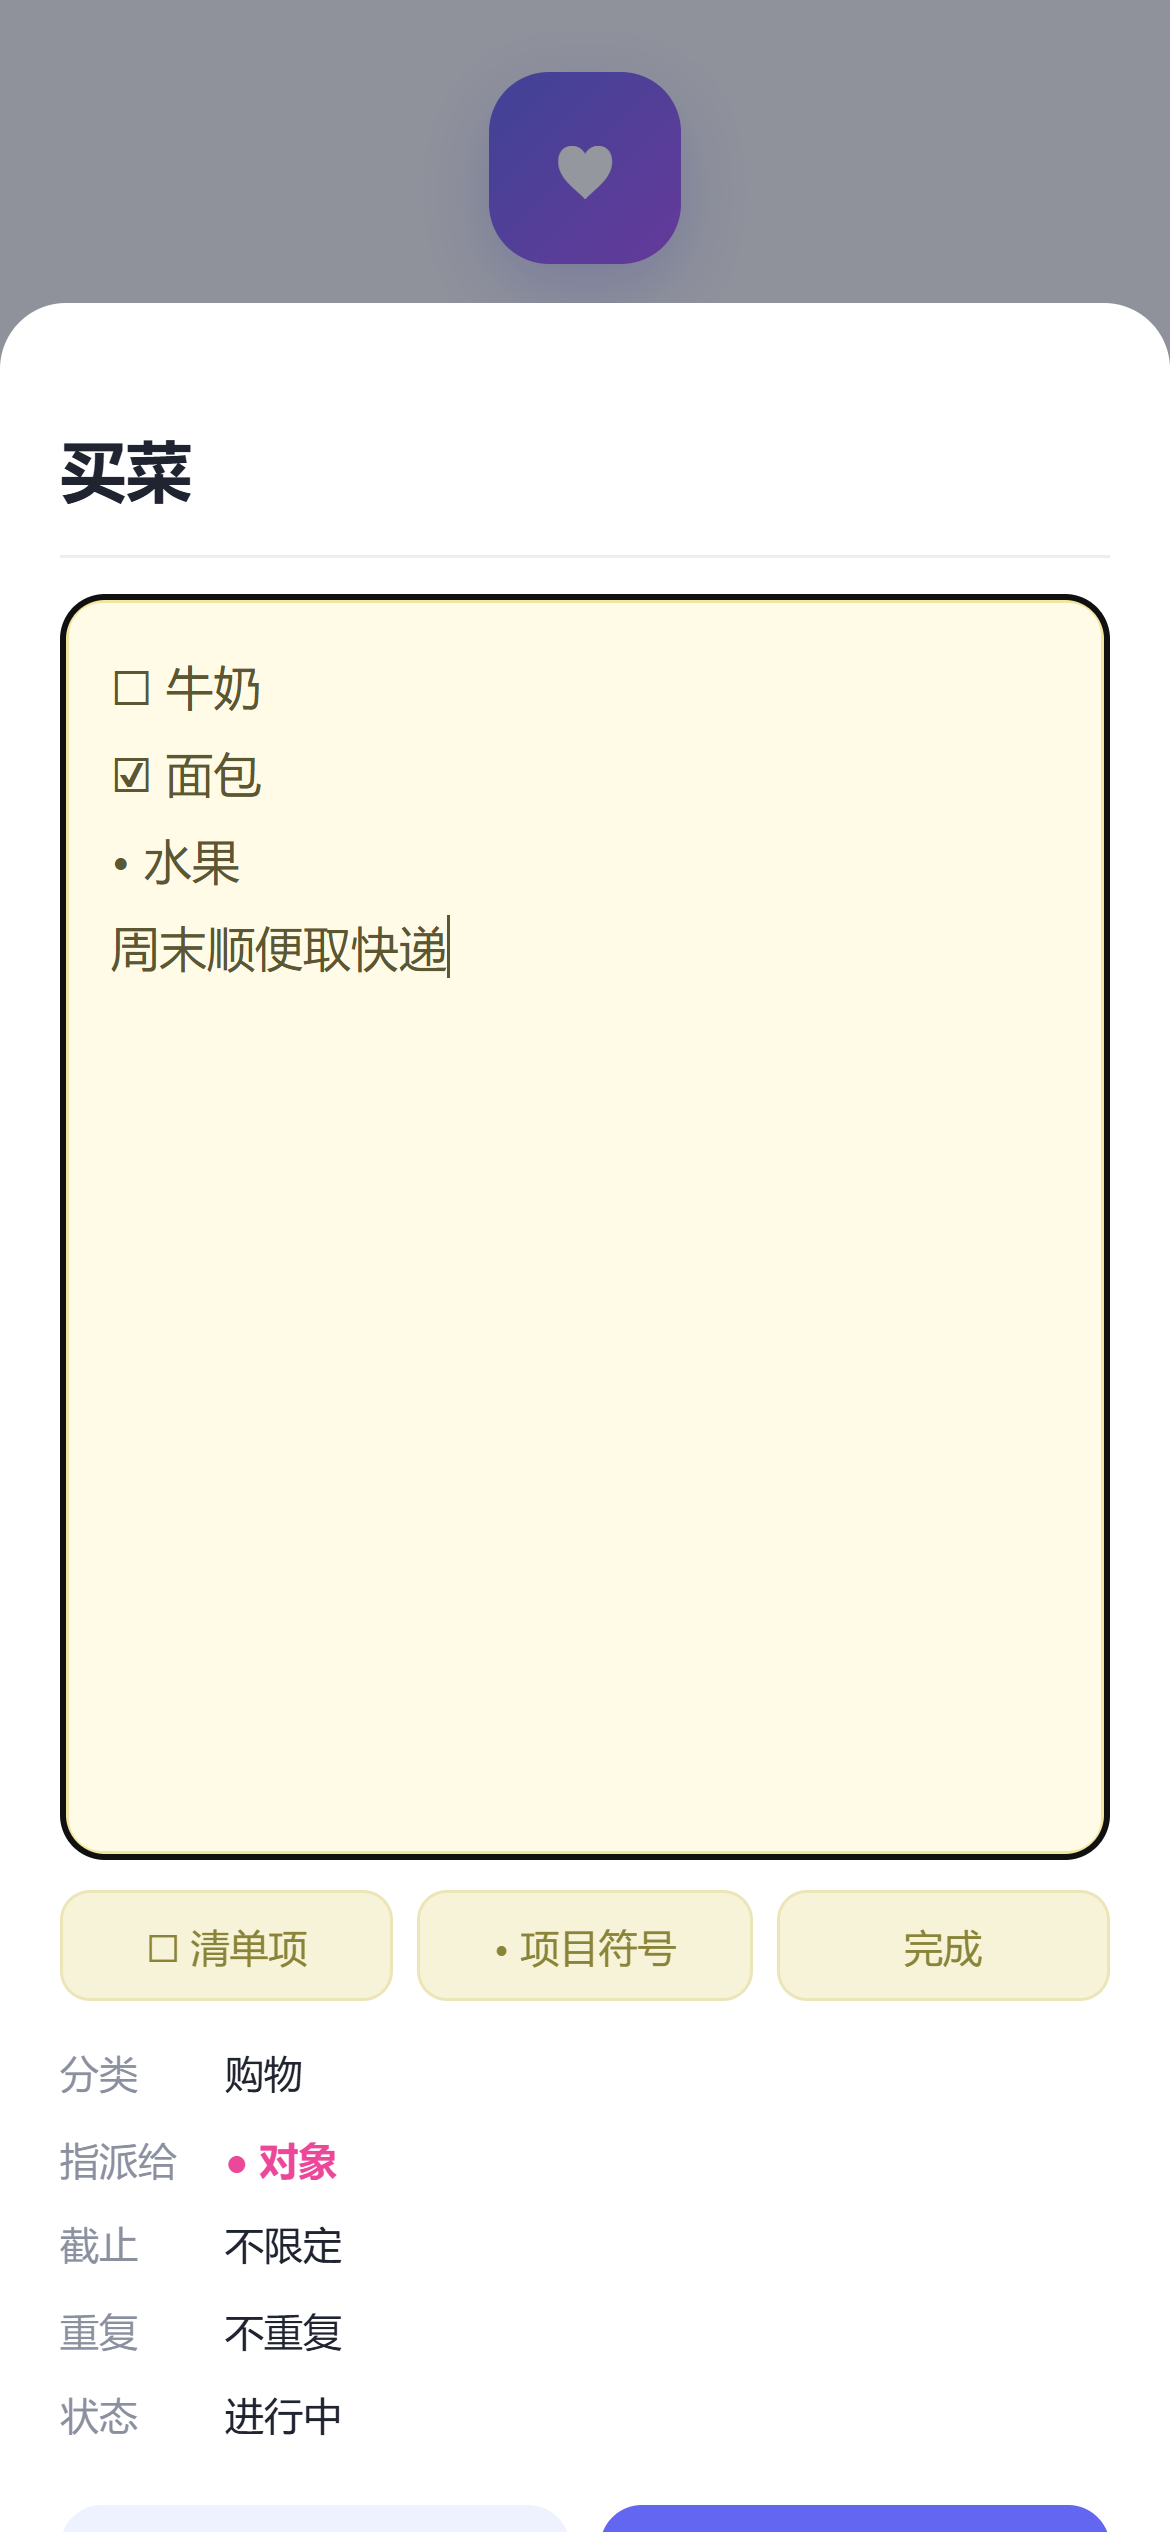 买菜
☐ 牛奶
☑ 面包
• 水果
周末顺便取快递
☐ 清单项
• 项目符号
完成
分类 购物
指派给 • 对象
截止 不限定
重复 不重复
状态 进行中